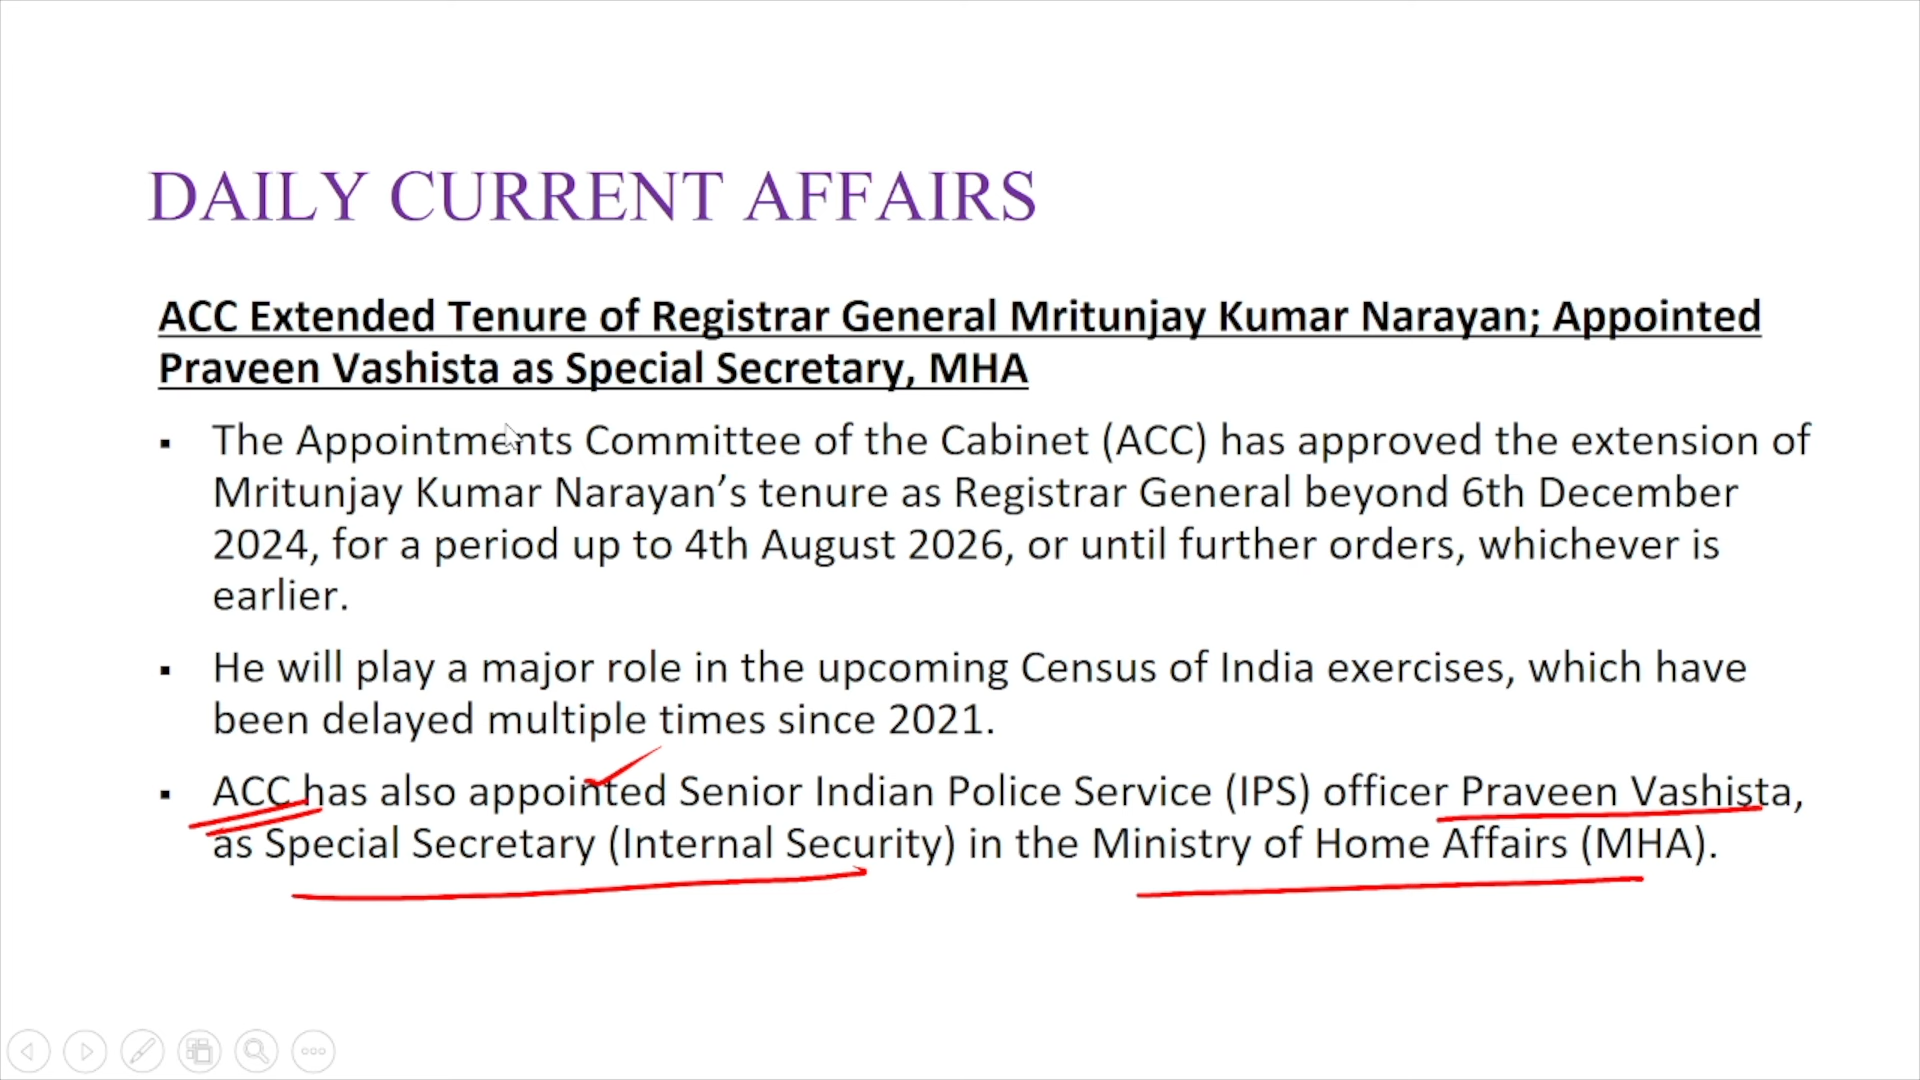 DAILY CURRENT AFFAIRS
ACC Extended Tenure of Registrar General Mritunjay Kumar Narayan; Appointed
Praveen Vashista as Special Secretary, MHA
▪ The Appointments Committee of the Cabinet (ACC) has approved the extension of
Mritunjay Kumar Narayan’s tenure as Registrar General beyond 6th December
2024, for a period up to 4th August 2026, or until further orders, whichever is
earlier.
▪ He will play a major role in the upcoming Census of India exercises, which have
been delayed multiple times since 2021.
▪ ACC has also appointed Senior Indian Police Service (IPS) officer Praveen Vashista,
as Special Secretary (Internal Security) in the Ministry of Home Affairs (MHA).